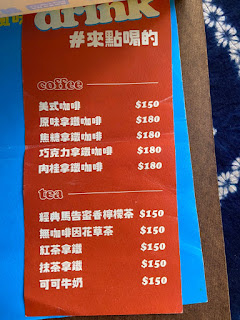 drink
#來點喝的
coffee
美式咖啡 $150
原味拿鐵咖啡 $180
焦糖拿鐵咖啡 $180
巧克力拿鐵咖啡 $180
肉桂拿鐵咖啡 $180
tea
經典馬告蜜香檸檬茶 $150
無咖啡因花草茶 $150
紅茶拿鐵 $150
抹茶拿鐵 $150
可可牛奶 $150